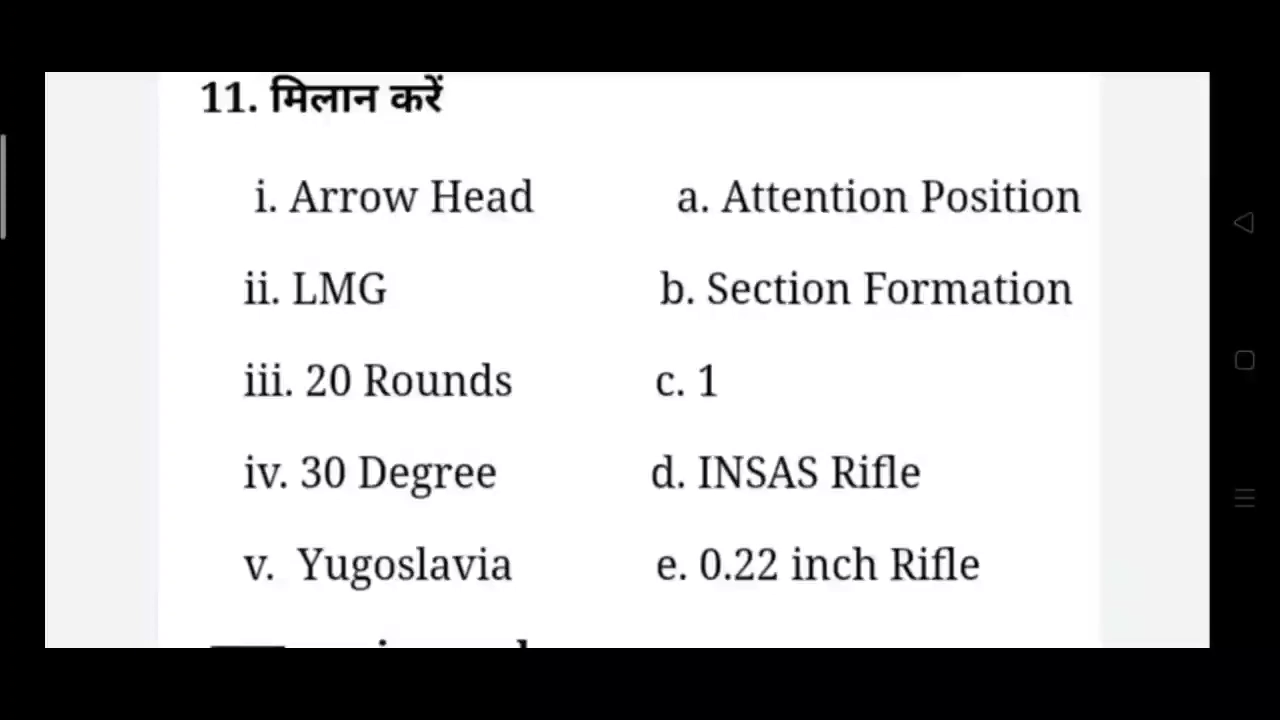 11. मिलान करें
i. Arrow Head a. Attention Position
ii. LMG b. Section Formation
iii. 20 Rounds c. 1
iv. 30 Degree d. INSAS Rifle
v. Yugoslavia e. 0.22 inch Rifle